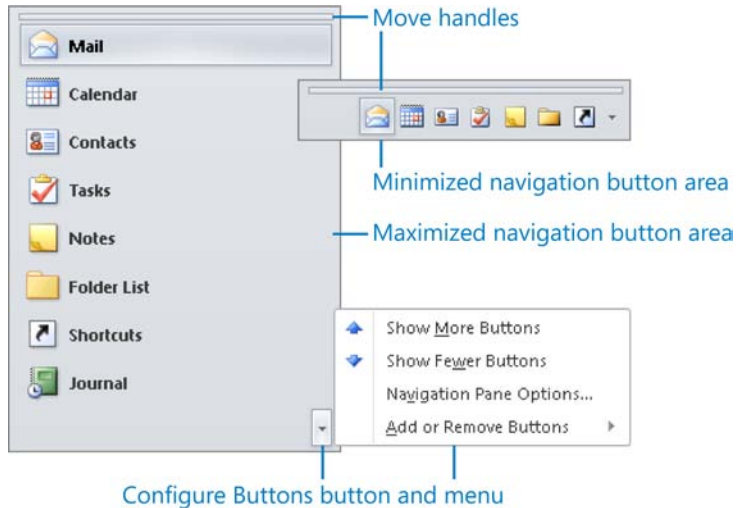 Move handles
Mail
Calendar
Contacts
Minimized navigation button area
Tasks
Maximized navigation button area
Notes
Folder List
Shortcuts
Journal
Show More Buttons
Show Fewer Buttons
Navigation Pane Options...
Add or Remove Buttons
Configure Buttons button and menu